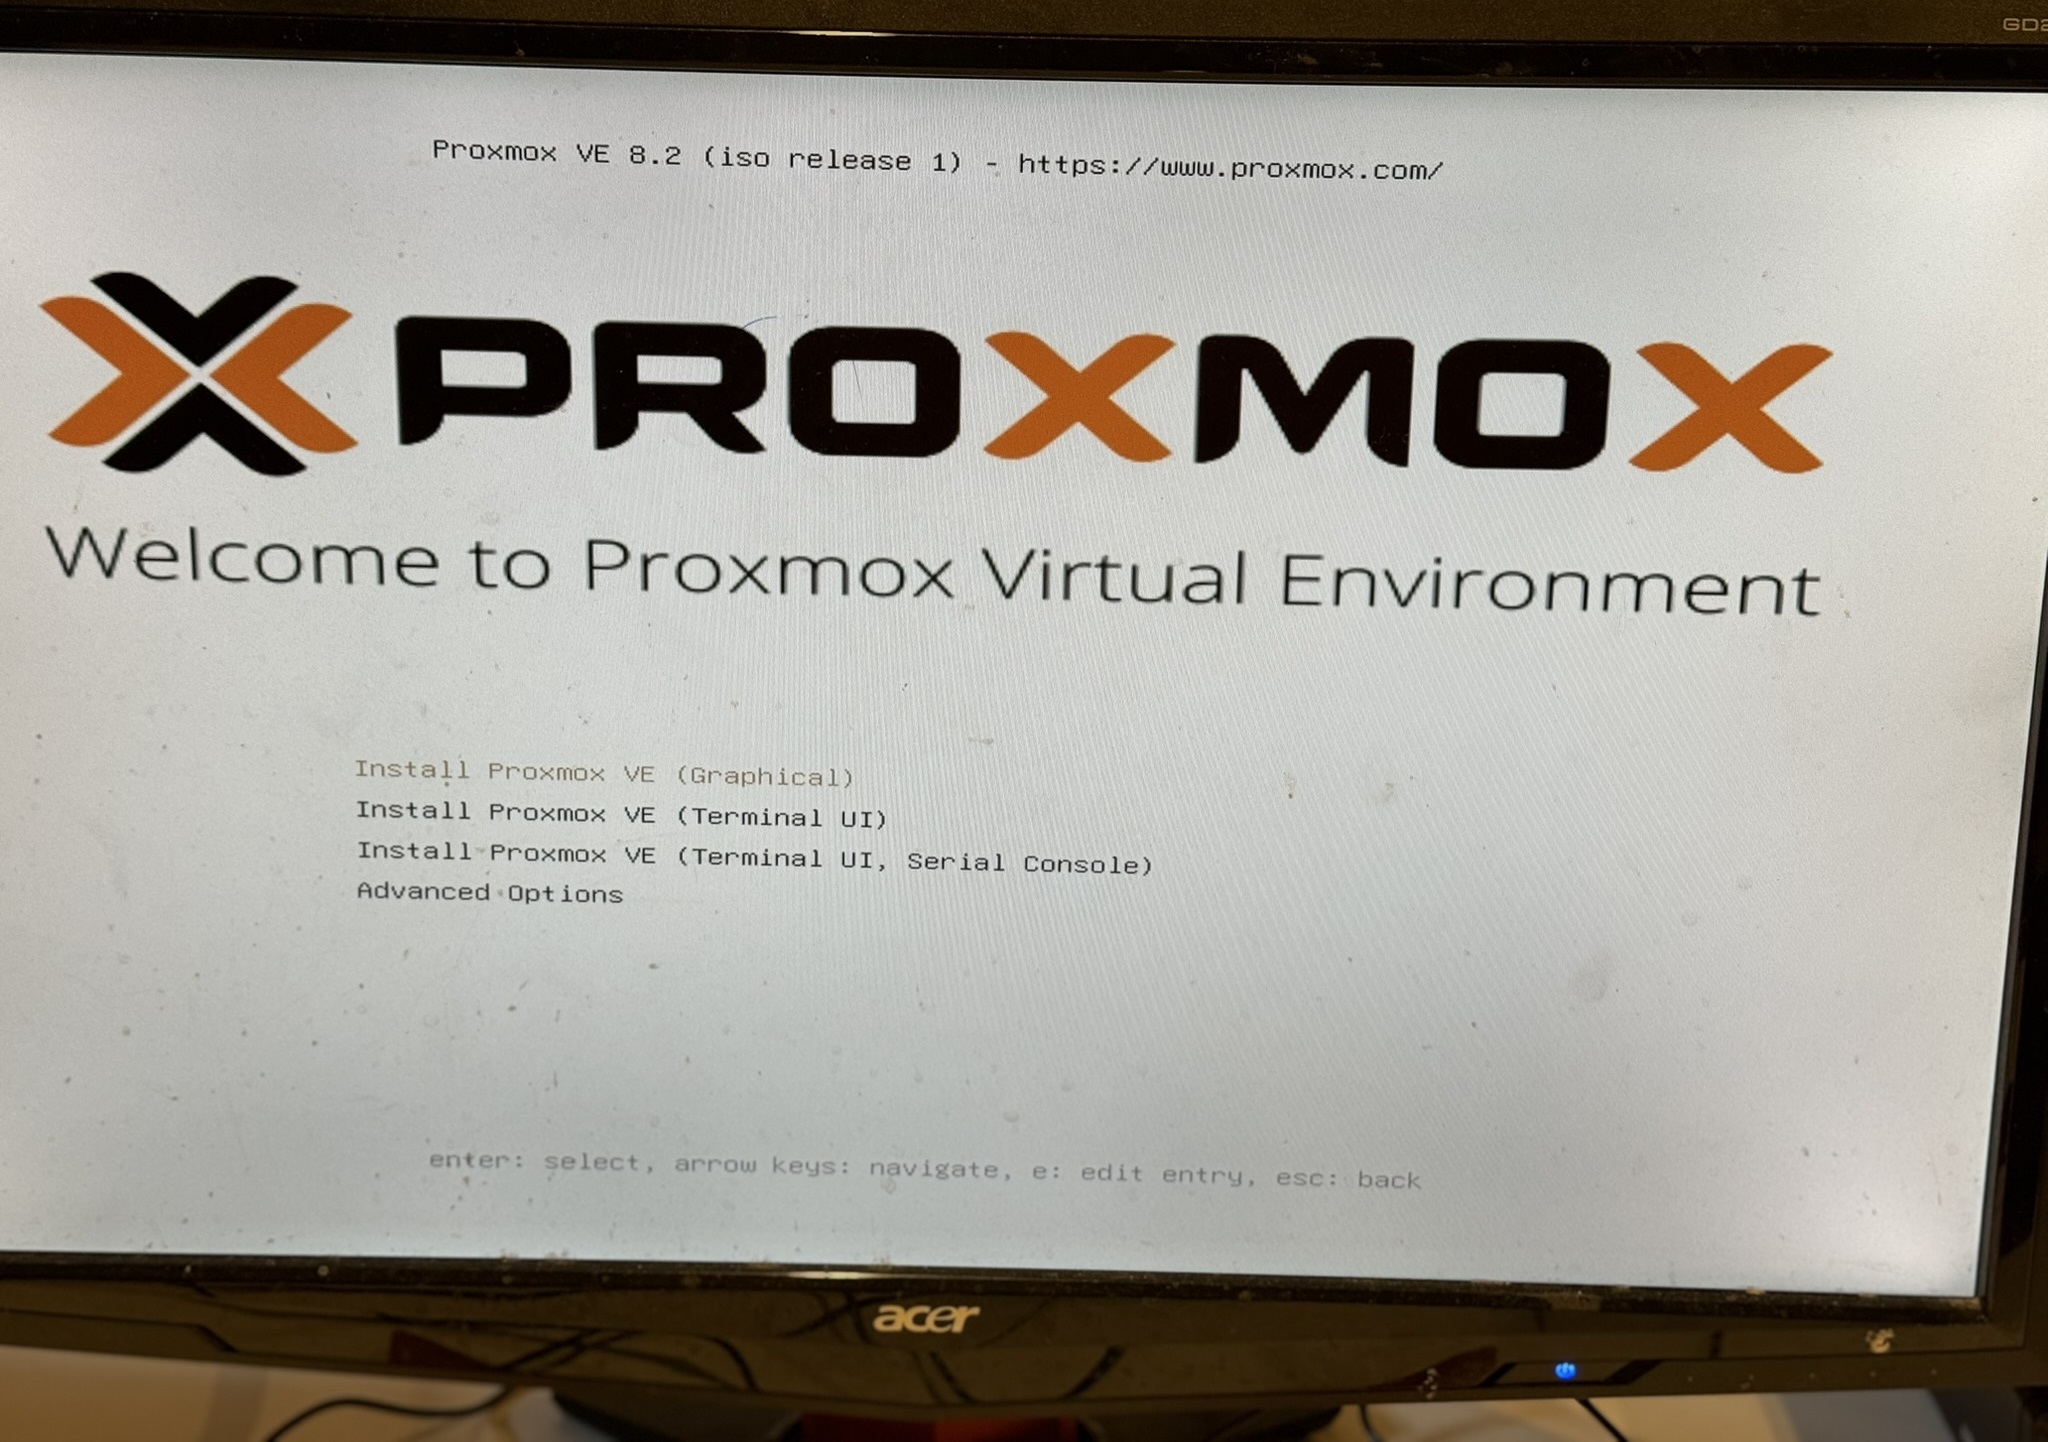 GD2
Proxmox VE 8.2 (iso release 1) - https://www.proxmox.com/
PROXMOX
Welcome to Proxmox Virtual Environment
Install Proxmox VE (Graphical)
Install Proxmox VE (Terminal UI)
Install Proxmox VE (Terminal UI, Serial Console)
Advanced Options
enter: select, arrow keys: navigate, e: edit entry, esc: back
acer